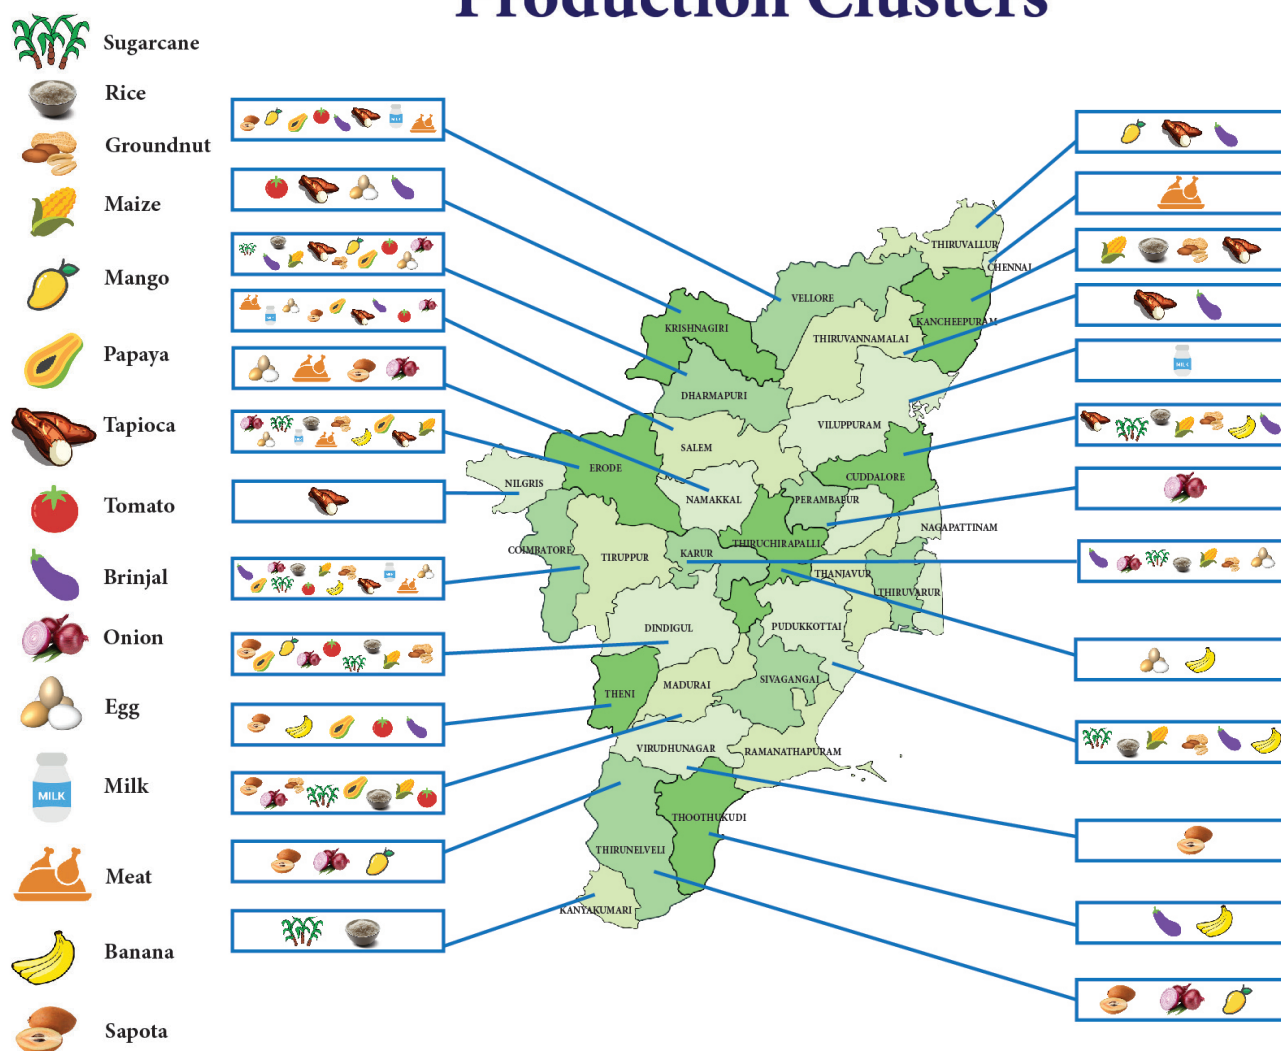 Production Clusters
Sugarcane
Rice
Groundnut
Maize
Mango
Papaya
Tapioca
Tomato
Brinjal
Onion
Egg
Milk
MILK
Meat
Banana
Sapota
THIRUVALLUR
CHENNAI
VELLORE
KANCHEEPURAM
KRISHNAGIRI
THIRUVANNAMALAI
DHARMAPURI
VILUPPURAM
SALEM
ERODE
CUDDALORE
NILGRIS
NAMAKKAL
PERAMBALUR
NAGAPATTINAM
COIMBATORE
TIRUPPUR
KARUR
THIRUCHIRAPALLI
THANJAVUR
THIRUVARUR
DINDIGUL
PUDUKKOTTAI
THENI
MADURAI
SIVAGANGAI
VIRUDHUNAGAR
RAMANATHAPURAM
THOOTHUKUDI
THIRUNELVELI
KANYAKUMARI
MILK